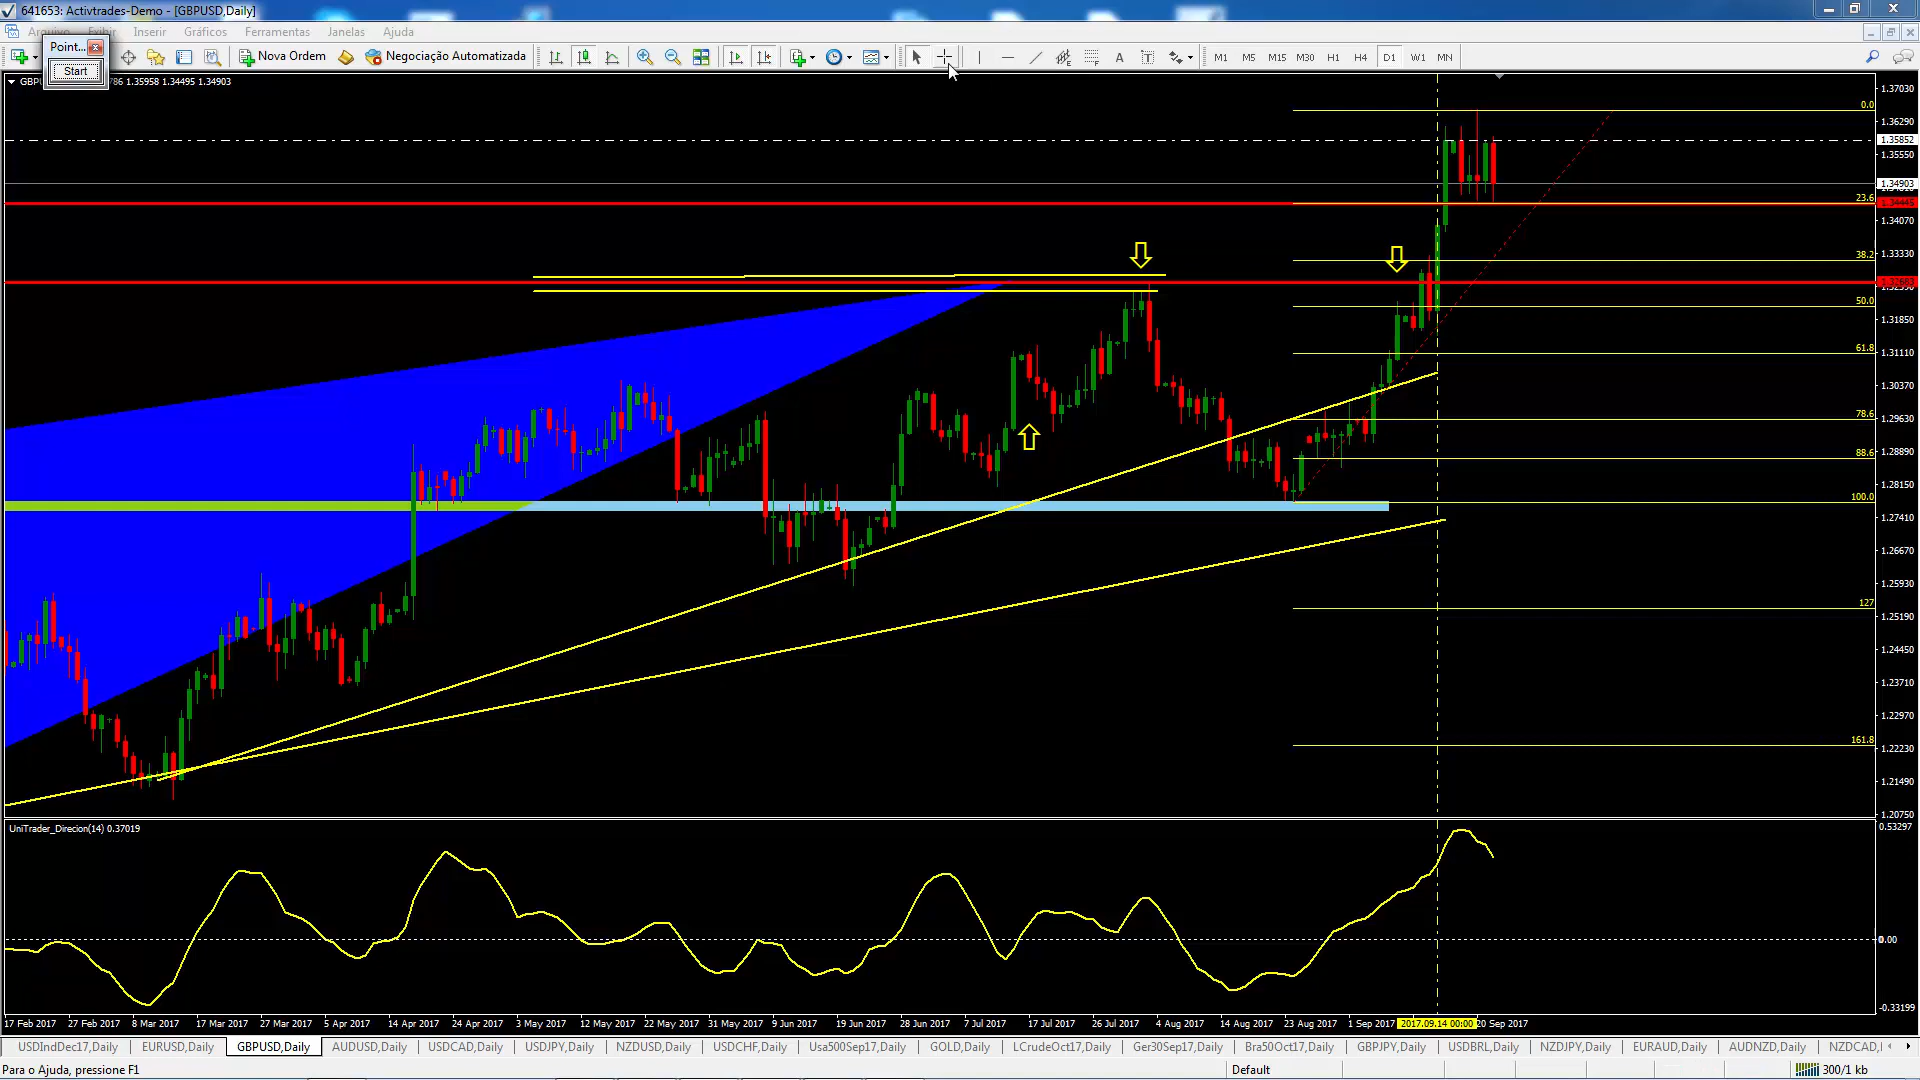 641653: Activtrades-Demo - [GBPUSD,Daily]
Arquivo Exibir Inserir Gráficos Ferramentas Janelas Ajuda
Point...
Start
Nova Ordem
Negociação Automatizada
A
T
M1 M5 M15 M30 H1 H4 D1 W1 MN
1.35958 1.34495 1.34903
1.37030
0.0
1.36290
1.35852
1.35550
1.34903
23.6
1.34445
1.34070
38.2
1.33330
50.0
1.31850
61.8
1.31110
1.30370
78.6
1.29630
88.6
1.28890
1.28150
100.0
1.27410
1.26670
1.25930
127
1.25190
1.24450
1.23710
1.22970
161.8
1.22230
1.21490
1.20750
UniTrader_Direcion(14) 0.37019
0.53297
0.00
-0.33199
17 Feb 2017 27 Feb 2017 8 Mar 2017 17 Mar 2017 27 Mar 2017 5 Apr 2017 14 Apr 2017 24 Apr 2017 3 May 2017 12 May 2017 22 May 2017 31 May 2017 9 Jun 2017 19 Jun 2017 28 Jun 2017 7 Jul 2017 17 Jul 2017 26 Jul 2017 4 Aug 2017 14 Aug 2017 23 Aug 2017 1 Sep 2017 2017.09.14 00:00 20 Sep 2017
USDIndDec17,Daily EURUSD,Daily GBPUSD,Daily AUDUSD,Daily USDCAD,Daily USDJPY,Daily NZDUSD,Daily USDCHF,Daily Usa500Sep17,Daily GOLD,Daily LCrudeOct17,Daily Ger30Sep17,Daily Bra50Oct17,Daily GBPJPY,Daily USDBRL,Daily NZDJPY,Daily EURAUD,Daily AUDNZD,Daily NZDCAD,
Para o Ajuda, pressione F1
Default
300/1 kb